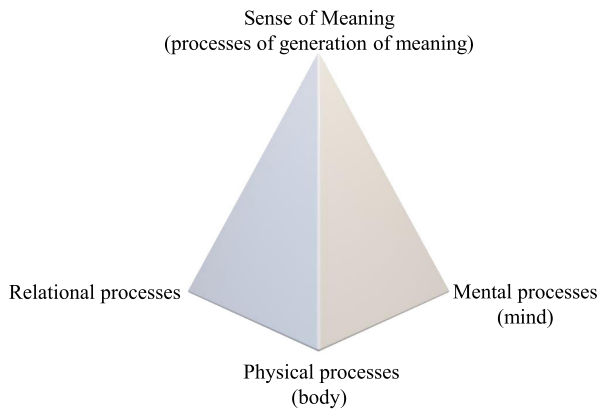 Sense of Meaning
(processes of generation of meaning)
Relational processes
Mental processes
(mind)
Physical processes
(body)